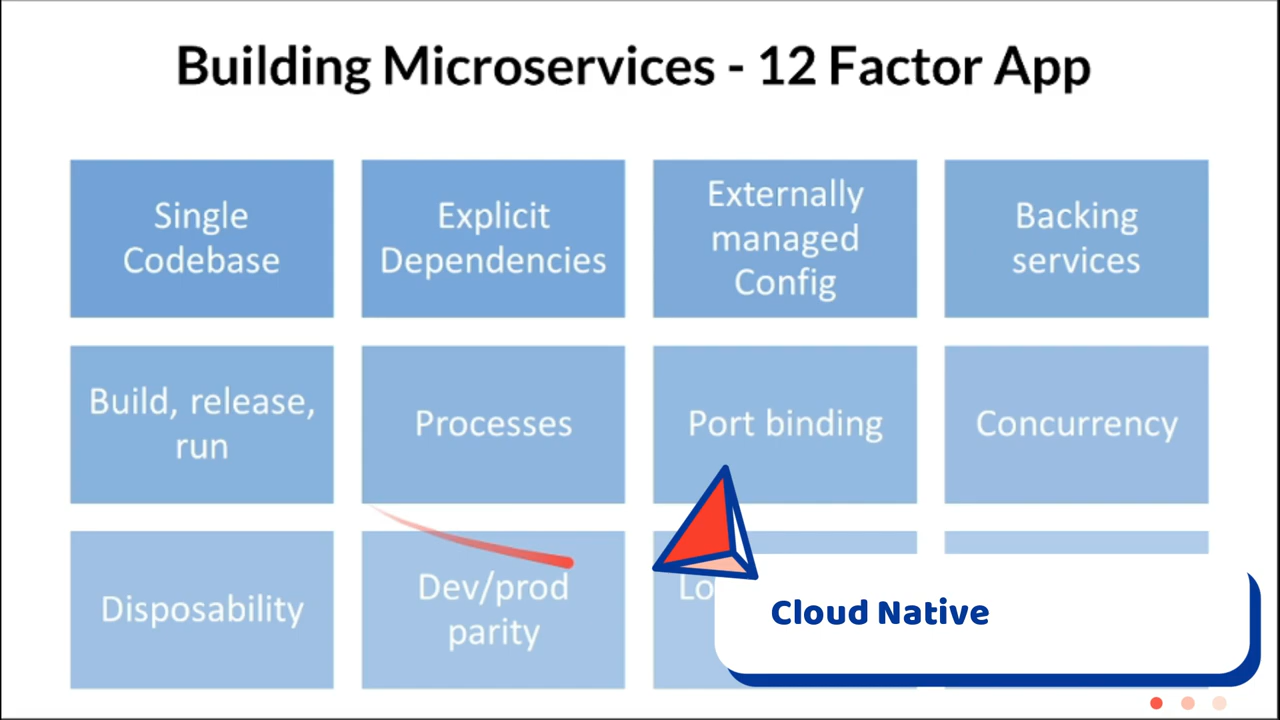 Building Microservices - 12 Factor App
Single
Codebase
Explicit
Dependencies
Externally
managed
Config
Backing
services
Build, release,
run
Processes
Port binding
Concurrency
Disposability
Dev/prod
parity
Cloud Native